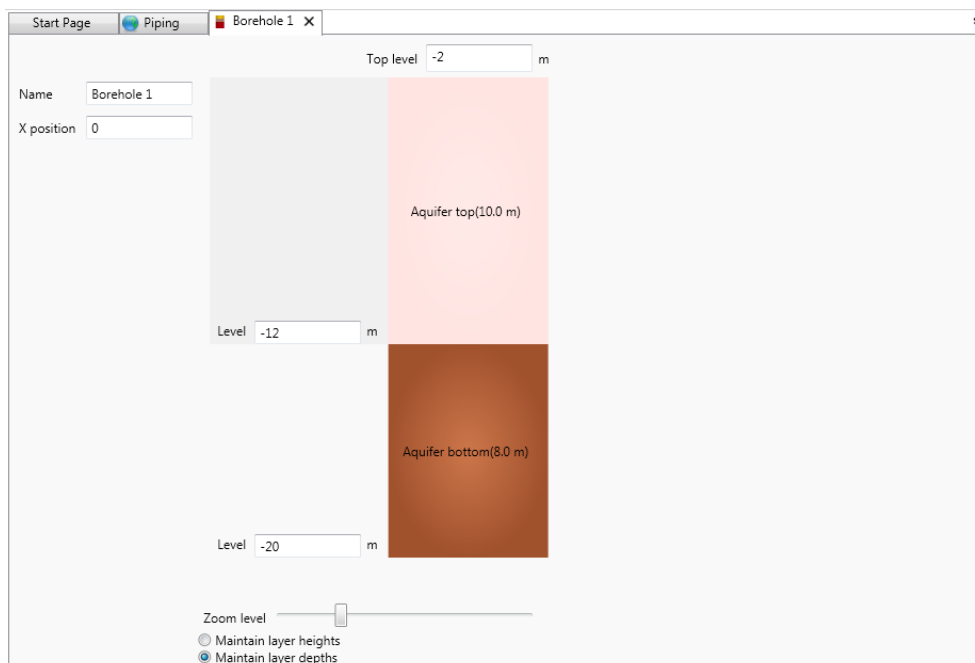 Start Page
Piping
Borehole 1
Top level -2 m
Name Borehole 1
X position 0
Aquifer top(10.0 m)
Level -12 m
Aquifer bottom(8.0 m)
Level -20 m
Zoom level
Maintain layer heights
Maintain layer depths